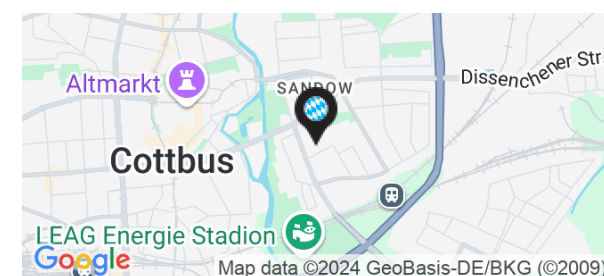 Altmarkt
SANDOW
Dissenchener Str
Cottbus
LEAG Energie Stadion
Google
Map data ©2024 GeoBasis-DE/BKG (©2009)